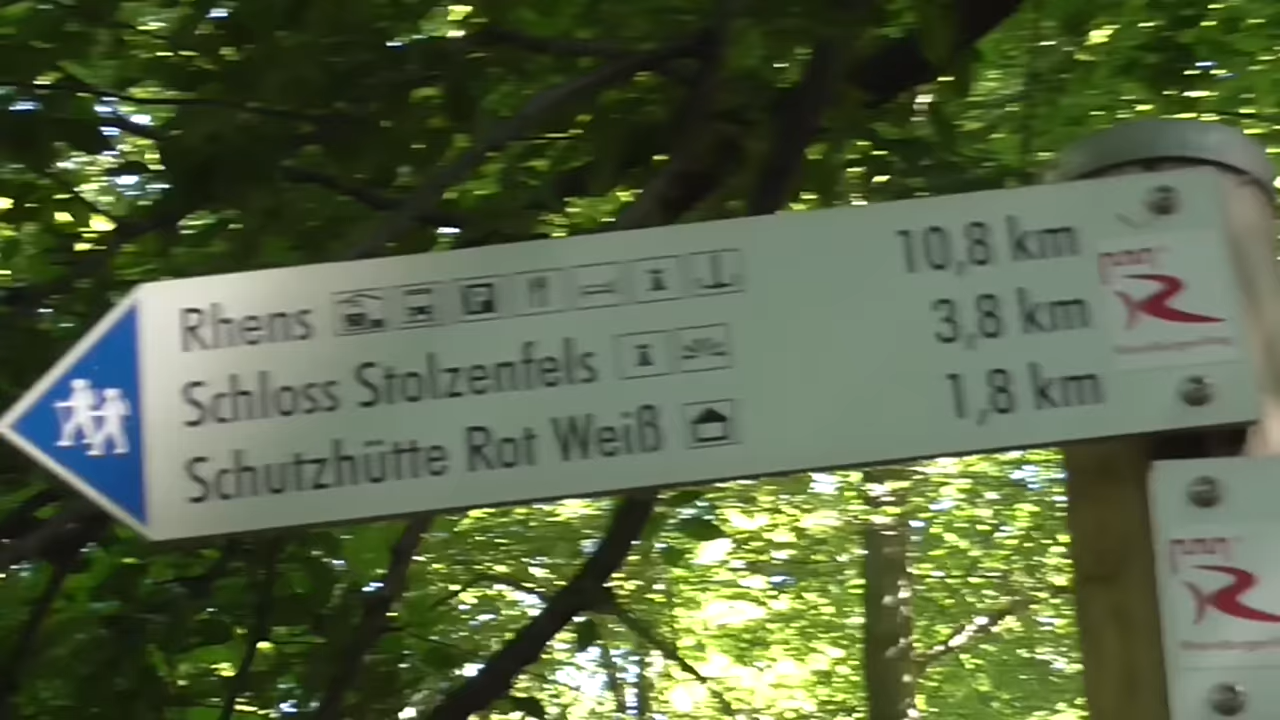 Rhens 10,8 km
Schloss Stolzenfels 3,8 km
Schutzhütte Rot Weiß 1,8 km